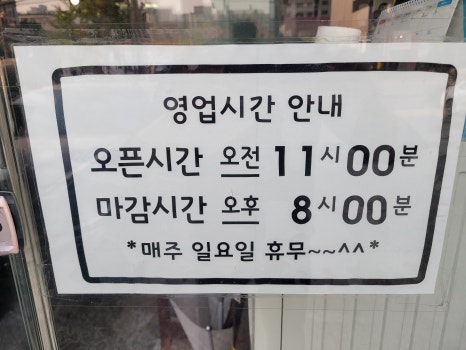 영업시간 안내
오픈시간 오전 11시00분
마감시간 오후 8시00분
*매주 일요일 휴무~~^^*